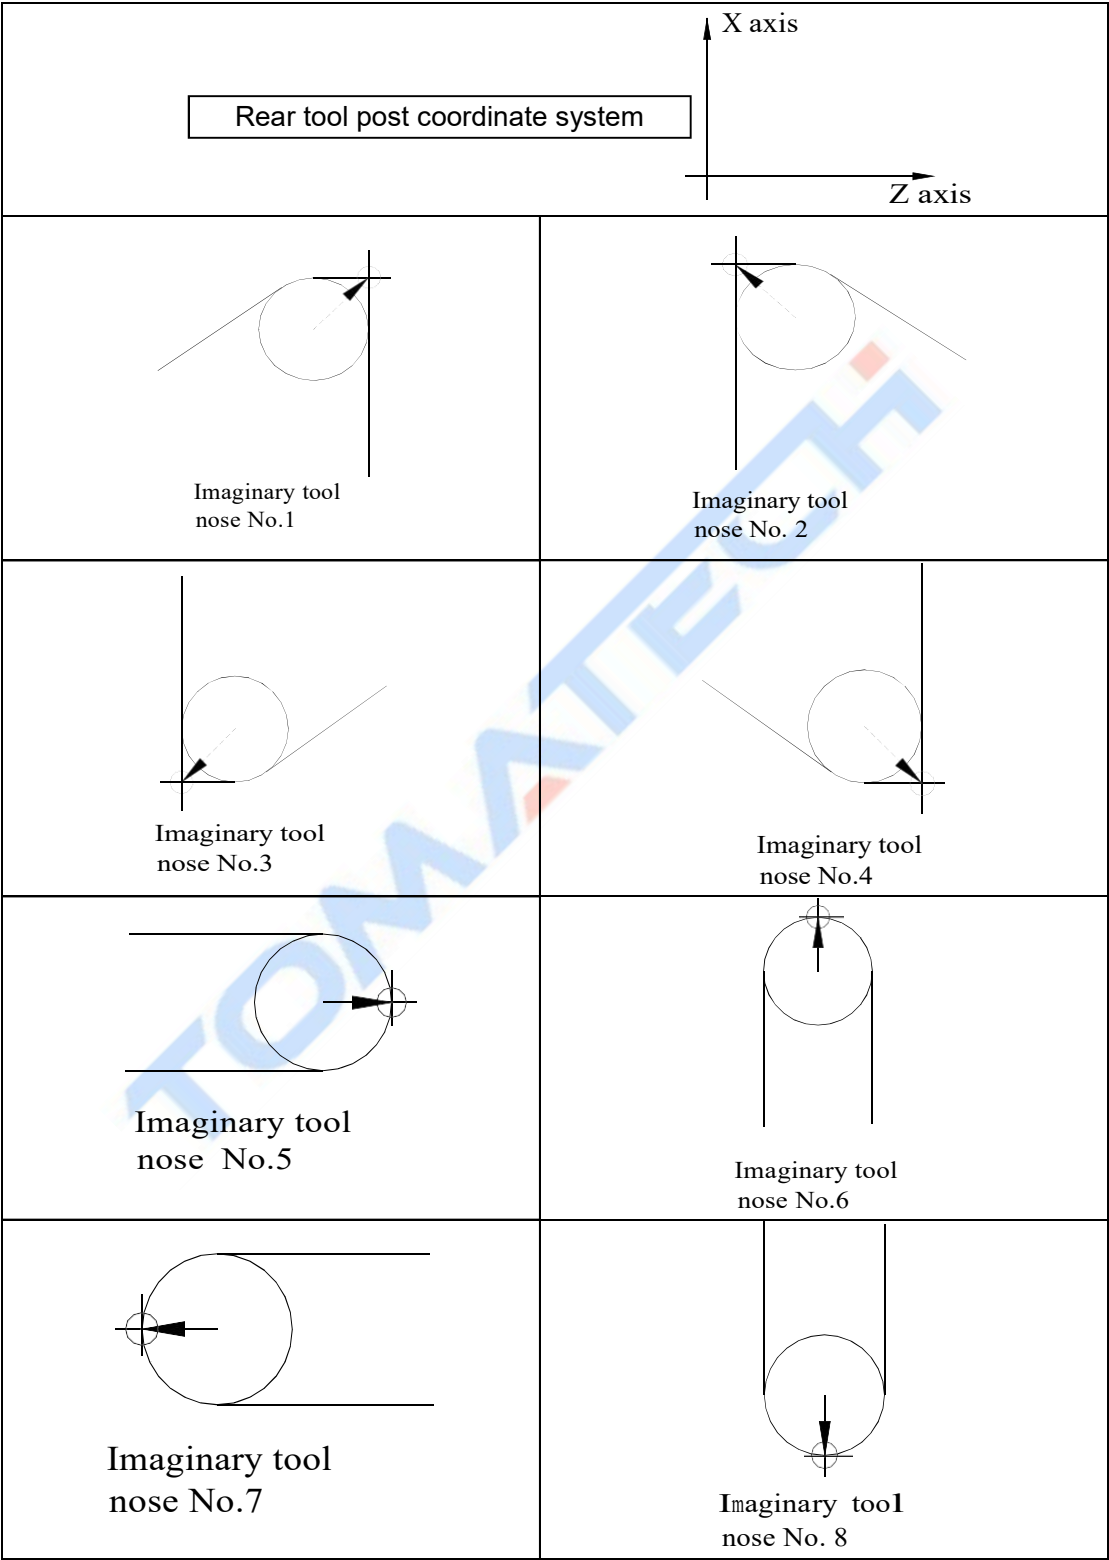 X axis
Rear tool post coordinate system
Z axis
Imaginary tool
nose No.1
Imaginary tool
nose No. 2
Imaginary tool
nose No.3
Imaginary tool
nose No.4
Imaginary tool
nose No.5
Imaginary tool
nose No.6
Imaginary tool
nose No.7
Imaginary tool
nose No. 8
TOMATECH